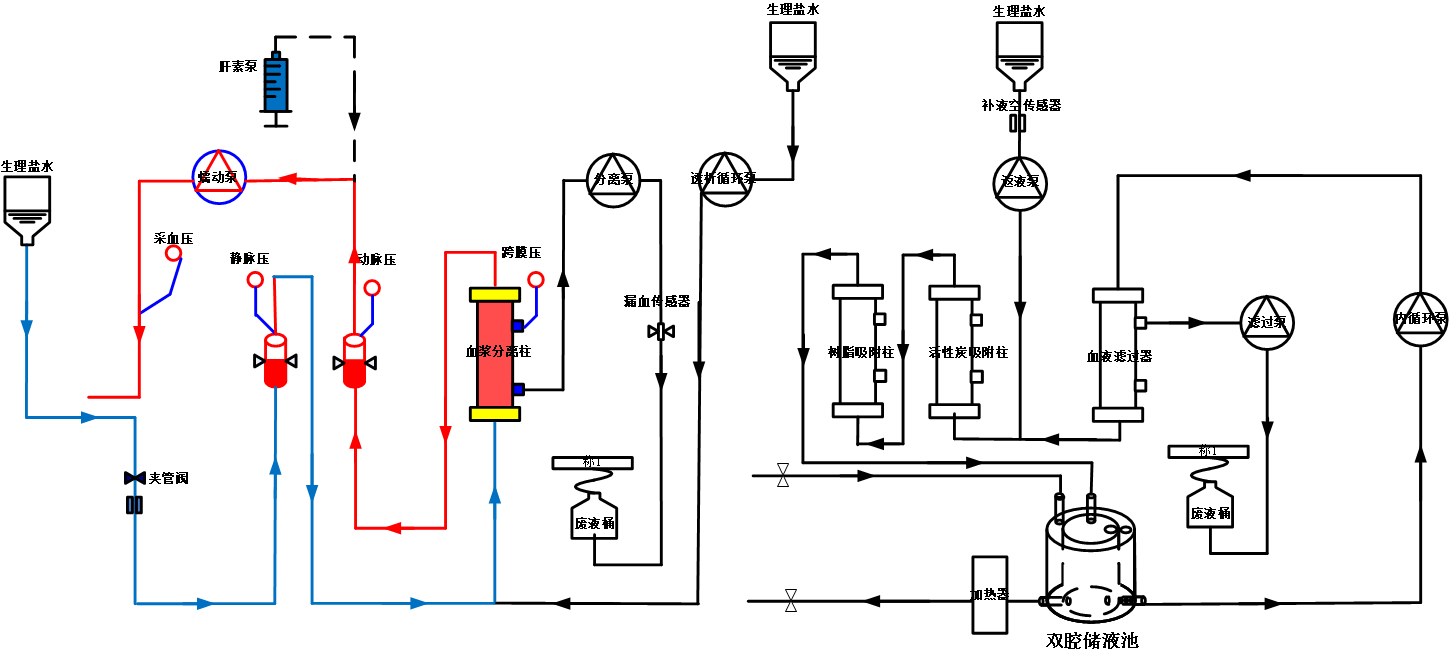 生理盐水
生理盐水
肝素泵
补液空传感器
生理盐水
蠕动泵
分离泵
透析循环泵
返液泵
采血压
静脉压
动脉压
跨膜压
漏血传感器
滤过泵
内循环泵
血浆分离柱
树脂吸附柱
活性炭吸附柱
血液滤过器
称1
称1
夹管阀
废液桶
废液桶
加热器
双腔储液池